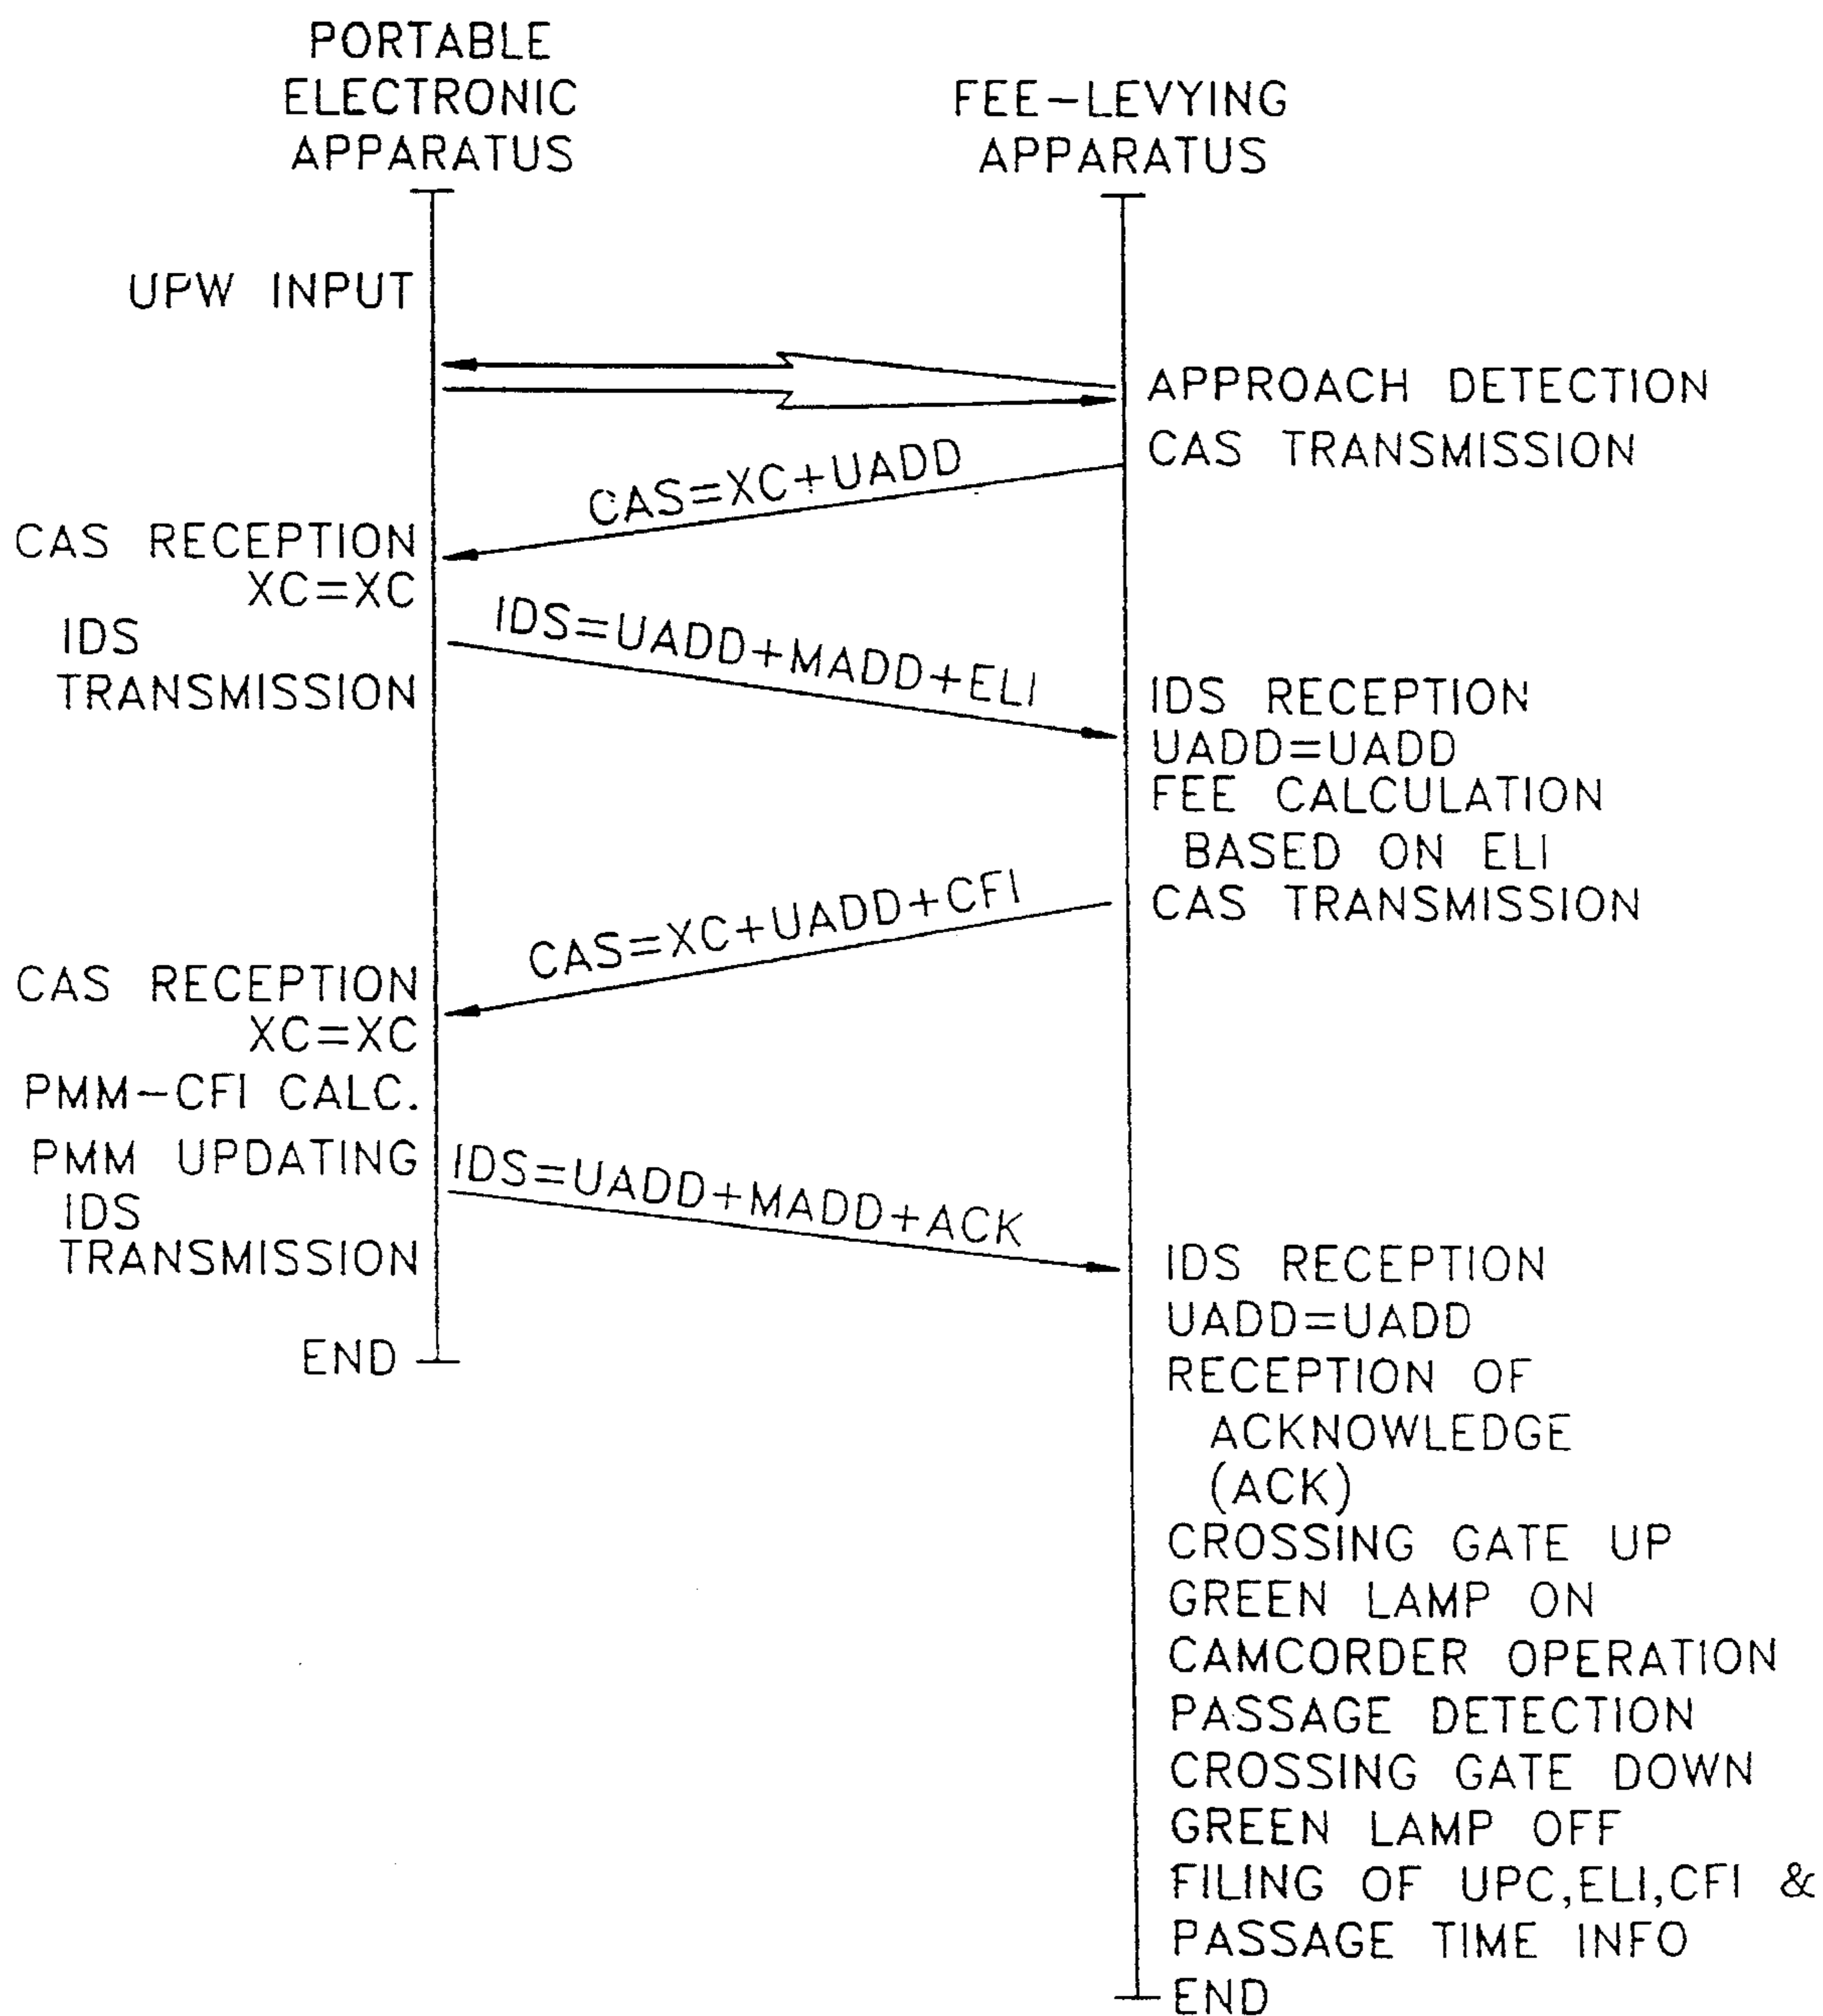 PORTABLE
ELECTRONIC
APPARATUS
FEE-LEVYING
APPARATUS
UPW INPUT
APPROACH DETECTION
CAS TRANSMISSION
CAS=XC+UADD
CAS RECEPTION
XC=XC
IDS
TRANSMISSION
IDS=UADD+MADD+ELI
IDS RECEPTION
UADD=UADD
FEE CALCULATION
BASED ON ELI
CAS TRANSMISSION
CAS=XC+UADD+CFI
CAS RECEPTION
XC=XC
PMM-CFI CALC.
PMM UPDATING
IDS
TRANSMISSION
IDS=UADD+MADD+ACK
END
IDS RECEPTION
UADD=UADD
RECEPTION OF
ACKNOWLEDGE
(ACK)
CROSSING GATE UP
GREEN LAMP ON
CAMCORDER OPERATION
PASSAGE DETECTION
CROSSING GATE DOWN
GREEN LAMP OFF
FILING OF UPC,ELI,CFI &
PASSAGE TIME INFO
END